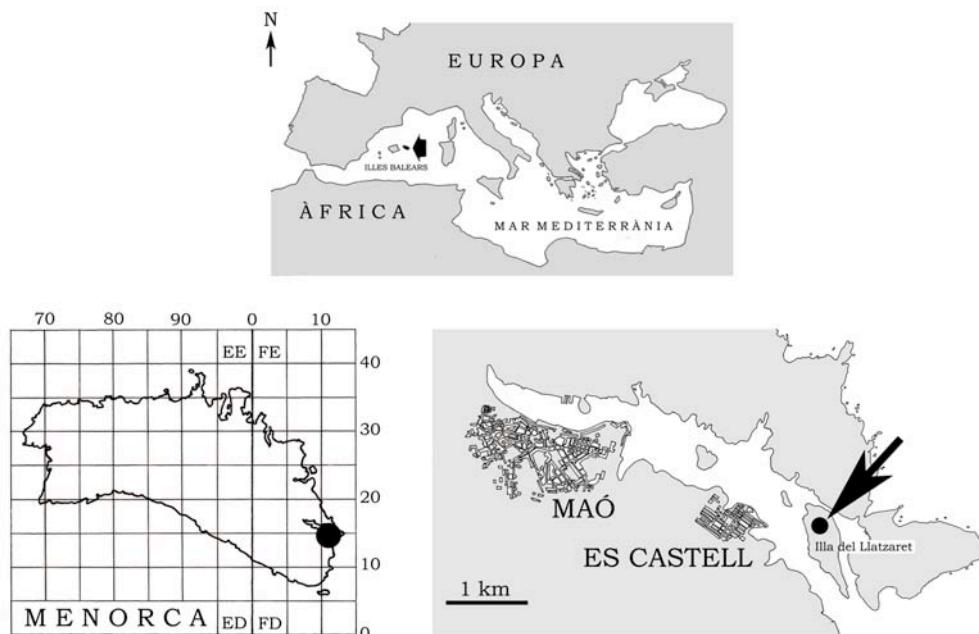 N
EUROPA
ILLES BALEARS
ÀFRICA
MAR MEDITERRÀNIA
70 80 90 0 10
EE FE
40
30
20
10
0
MENORCA
ED FD
MAÓ
ES CASTELL
Illa del Llatzaret
1 km